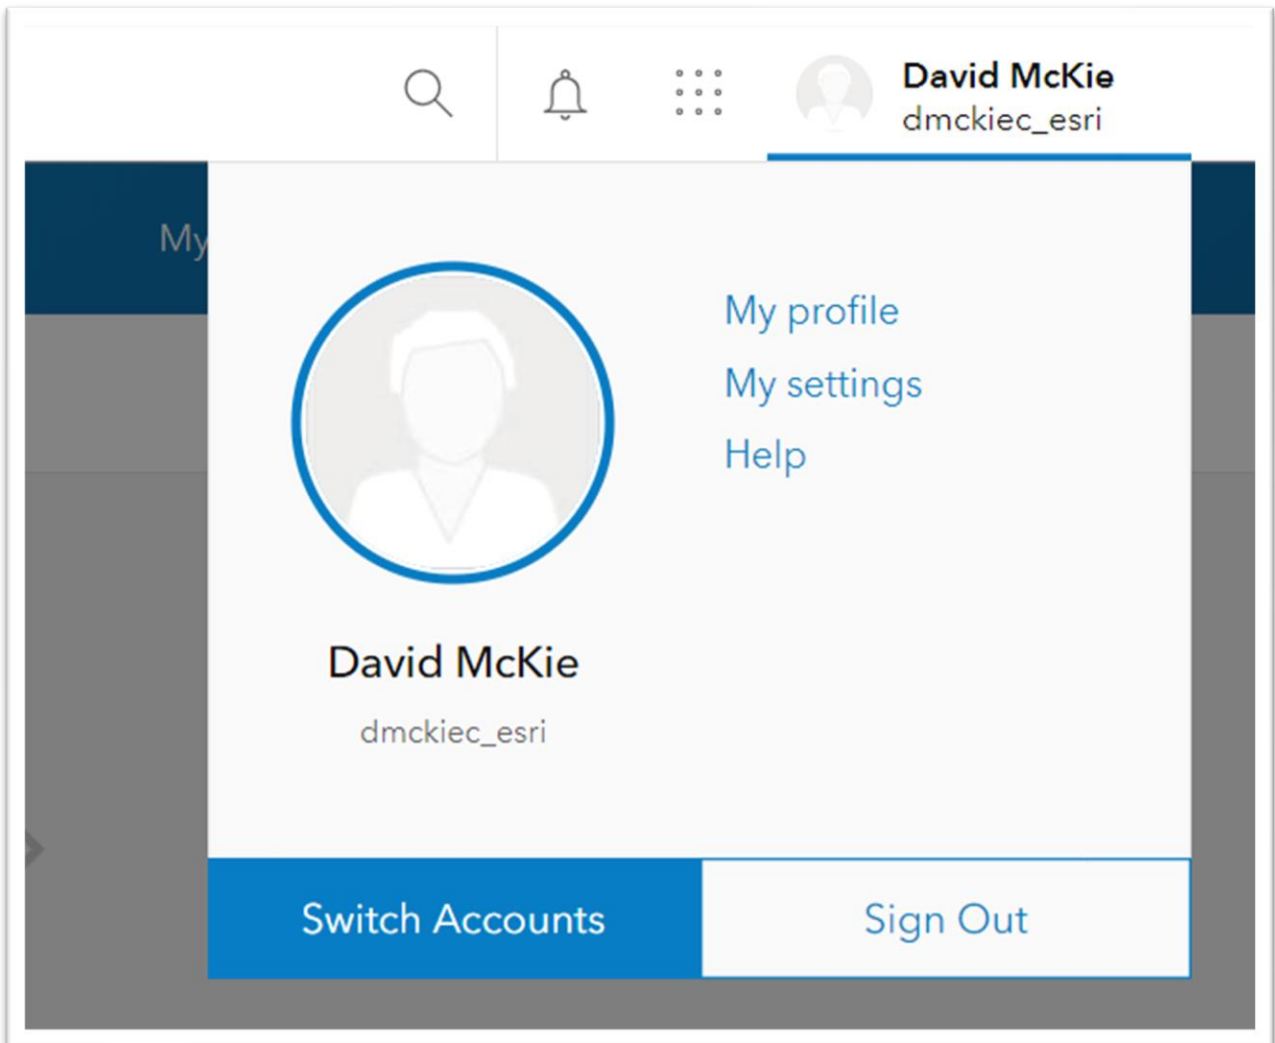 David McKie
dmckiec_esri
My
My profile
My settings
Help
David McKie
dmckiec_esri
Switch Accounts
Sign Out